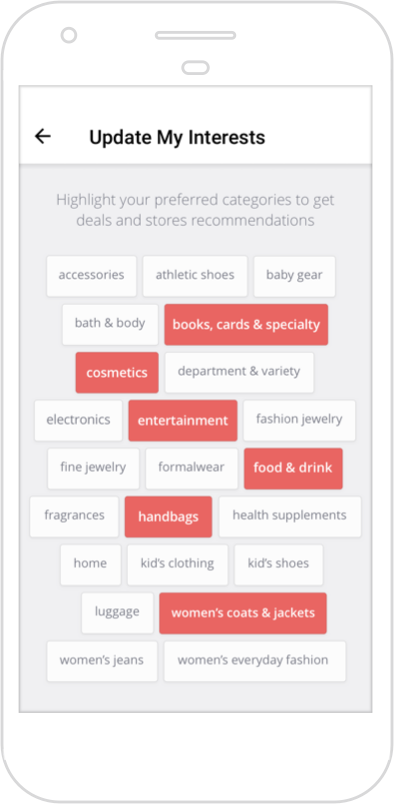 Update My Interests
Highlight your preferred categories to get
deals and stores recommendations
accessories athletic shoes baby gear
bath & body books, cards & specialty
cosmetics department & variety
electronics entertainment fashion jewelry
fine jewelry formalwear food & drink
fragrances handbags health supplements
home kid's clothing kid's shoes
luggage women's coats & jackets
women's jeans women's everyday fashion